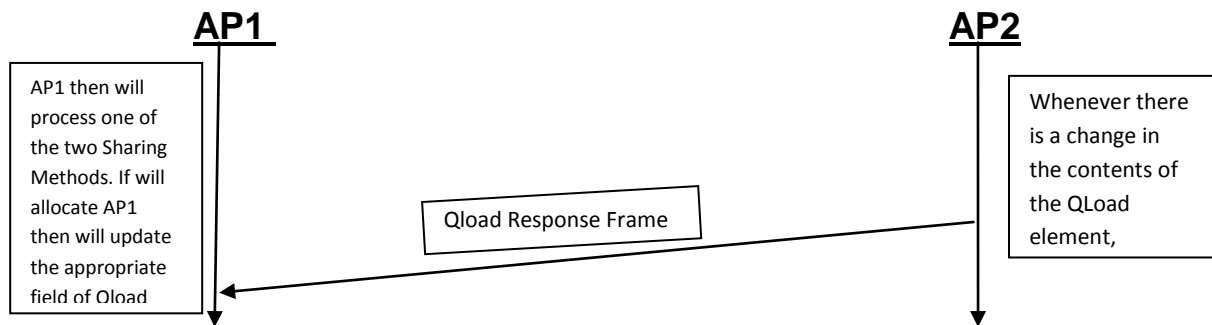 AP1
AP2
AP1 then will
process one of
the two Sharing
Methods. If will
allocate AP1
then will update
the appropriate
field of Qload
Qload Response Frame
Whenever there
is a change in
the contents of
the QLoad
element,